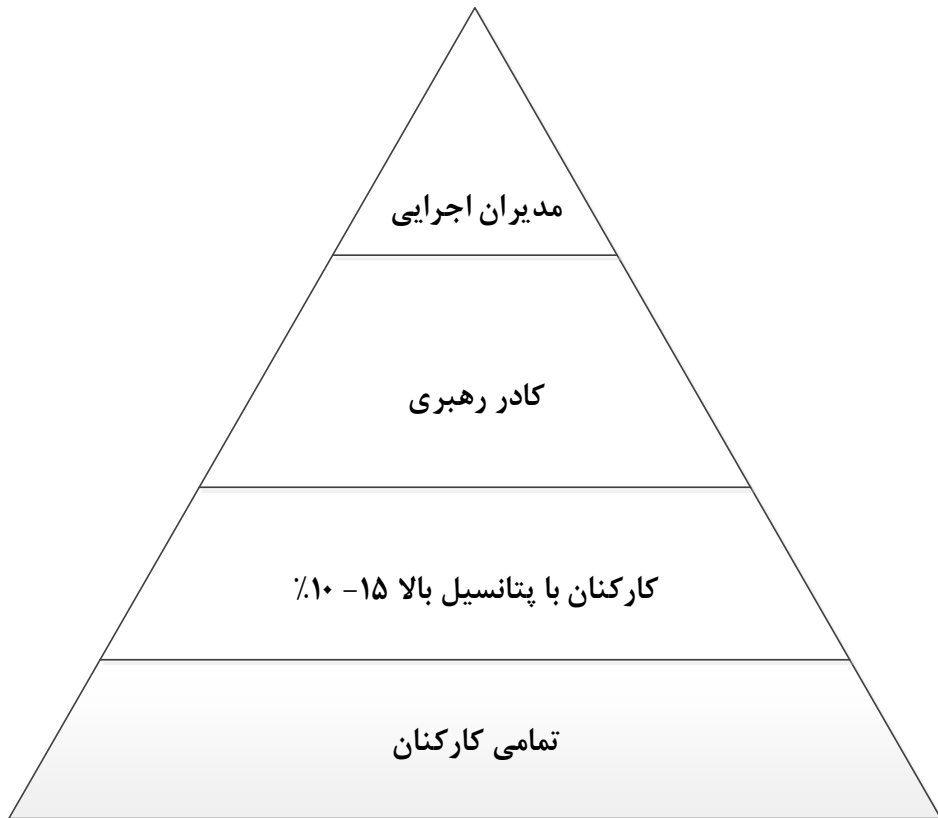 مدیران اجرایی
کادر رهبری
کارکنان با پتانسیل بالا ۱۵- ۱۰٪
تمامی کارکنان